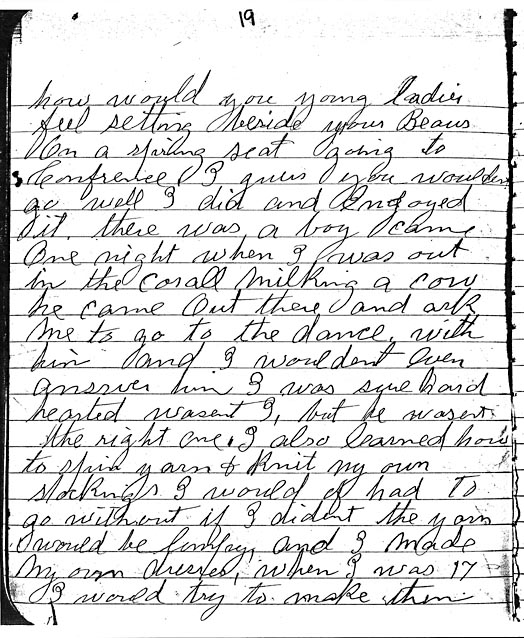 19
how would you young ladies
feel setting beside your Beaus
On a spring seat going to
Confrence, I guess you wouldent
go well I did and Engoyed
it. there was a boy came
One night when I was out
in the corall milking a cow
he came Out there and ask
me to go to the dance, with
him and I wouldent Even
answer him I was sure hard
hearted wasent I, but he wasent
the right one. I also learned how
to spin yarn & Knit my own
stockings I would of had to
go without if I dident the yarn
would be and I made
my own dresses, when I was 17
I would try to make them